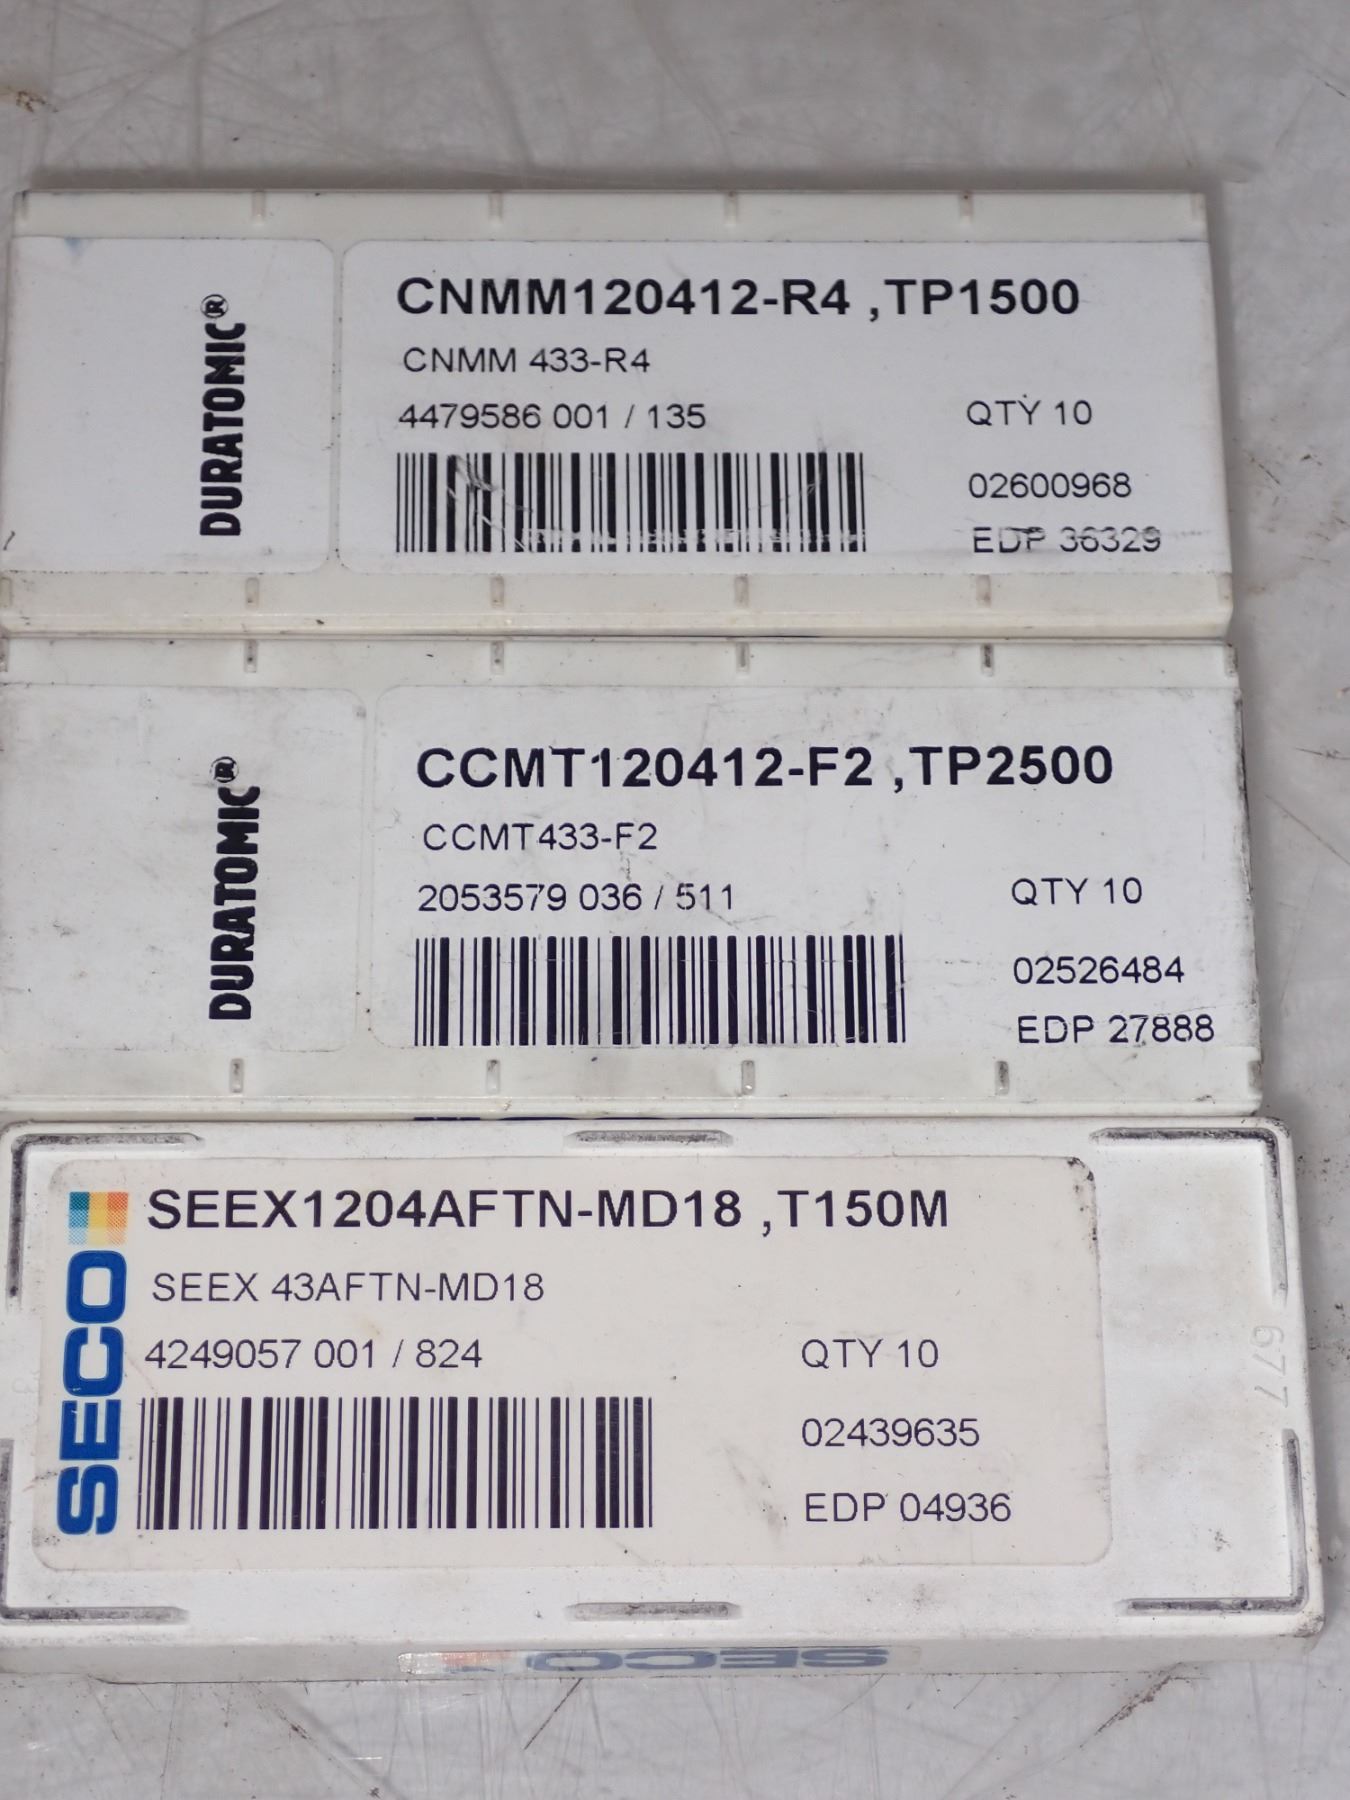 DURATOMIC®
CNMM120412-R4 ,TP1500
CNMM 433-R4
4479586 001 / 135
QTY 10
02600968
EDP 36329
DURATOMIC®
CCMT120412-F2 ,TP2500
CCMT433-F2
2053579 036 / 511
QTY 10
02526484
EDP 27888
SECO
SEEX1204AFTN-MD18 ,T150M
SEEX 43AFTN-MD18
4249057 001 / 824
QTY 10
02439635
EDP 04936
677
SECO